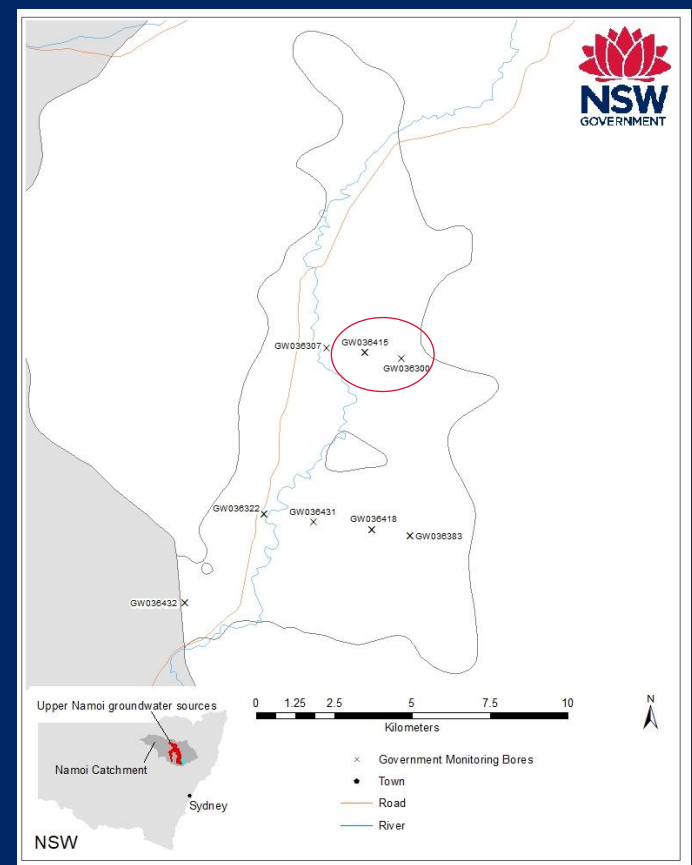 NSW
GOVERNMENT
GW036307
GW036415
GW036300
GW036322
GW036431
GW036418
GW036383
GW036432
Upper Namoi groundwater sources
Namoi Catchment
Sydney
NSW
0 1.25 2.5 5 7.5 10
Kilometers
N
Government Monitoring Bores
Town
Road
River